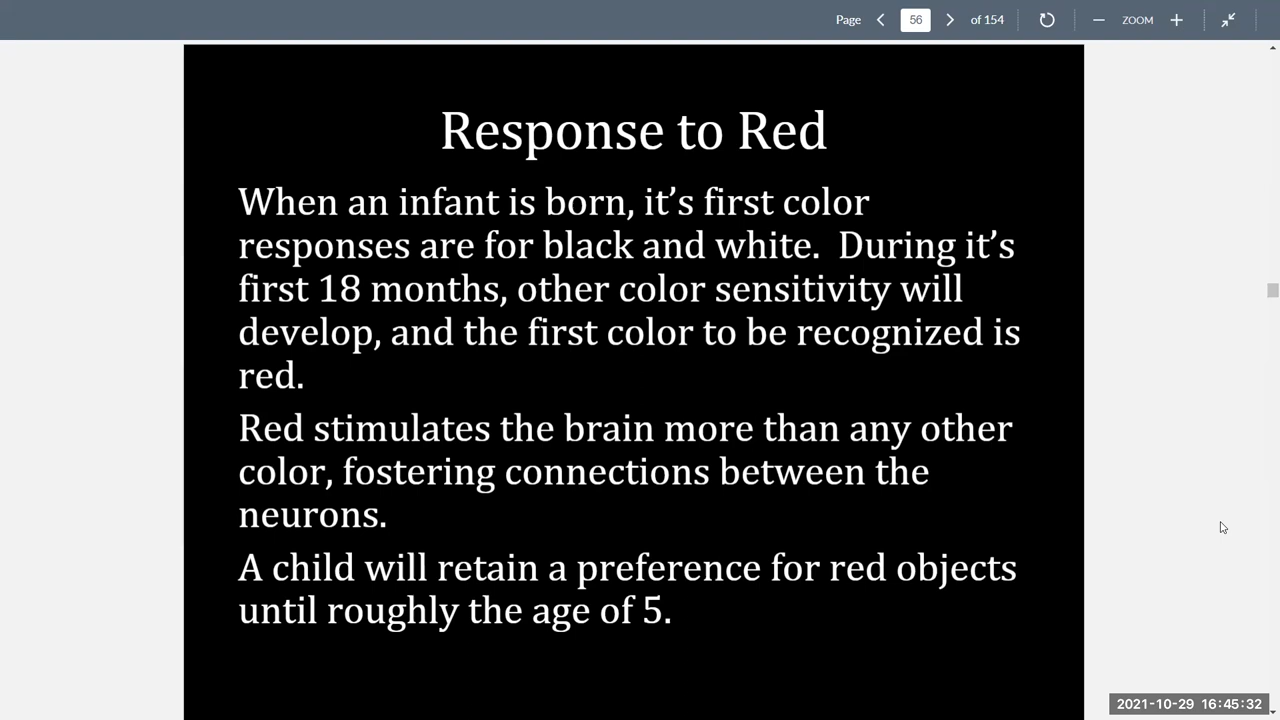 Page 56 of 154 ZOOM
Response to Red
When an infant is born, it’s first color
responses are for black and white.  During it’s
first 18 months, other color sensitivity will
develop, and the first color to be recognized is
red.
Red stimulates the brain more than any other
color, fostering connections between the
neurons.
A child will retain a preference for red objects
until roughly the age of 5.
2021-10-29 16:45:32